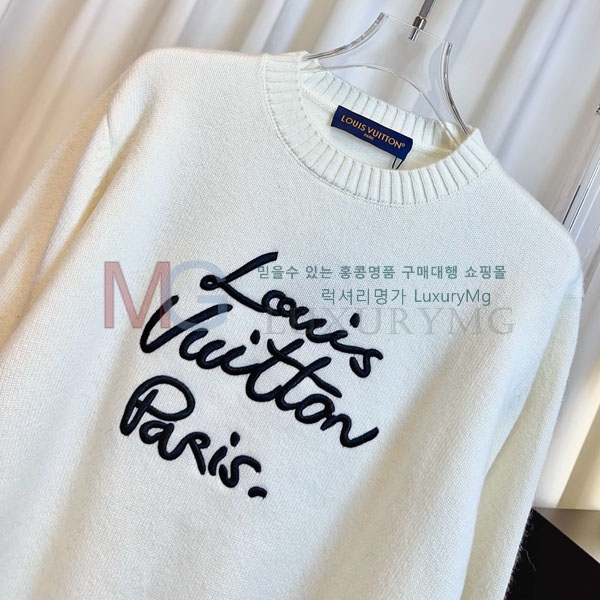 LOUIS VUITTON®
PARIS
믿을수 있는 홍콩명품 구매대행 쇼핑몰
럭셔리명가 LuxuryMg
MG LUXURYMG
Louis
Vuitton
Paris.